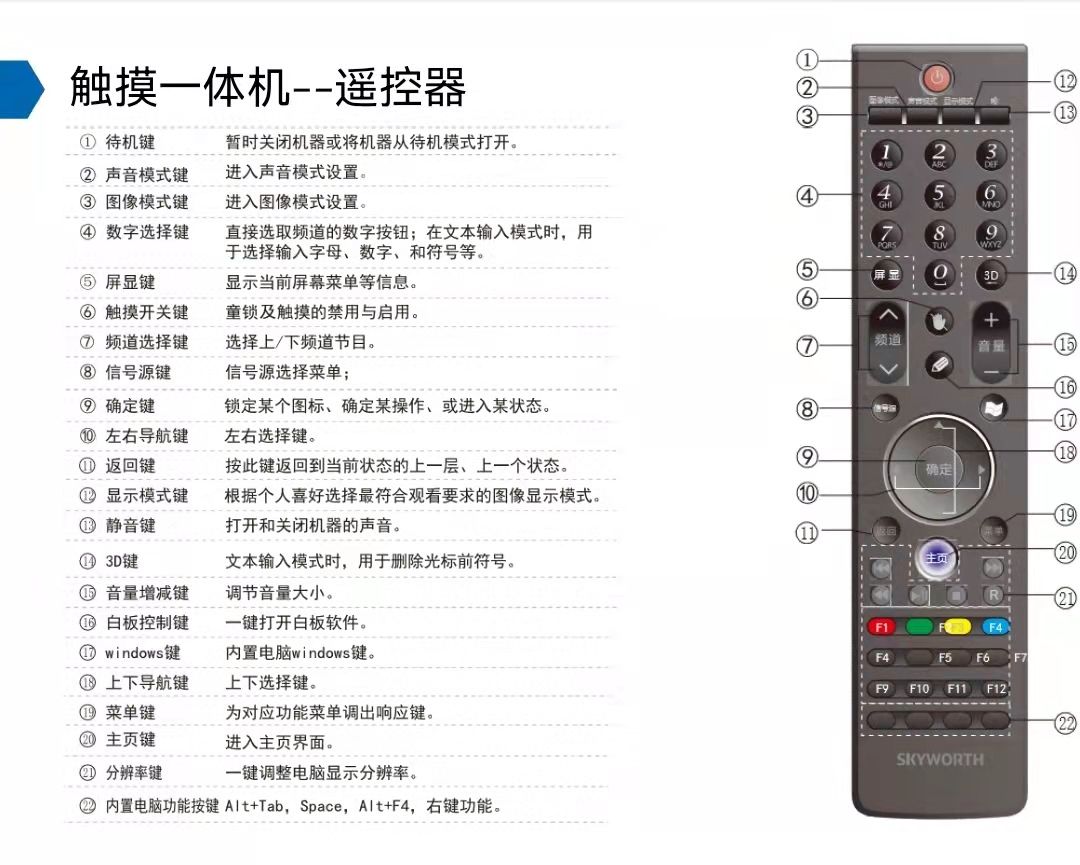 触摸一体机--遥控器
① 待机键 暂时关闭机器或将机器从待机模式打开。
② 声音模式键 进入声音模式设置。
③ 图像模式键 进入图像模式设置。
④ 数字选择键 直接选取频道的数字按钮；在文本输入模式时，用
于选择输入字母、数字、和符号等。
⑤ 屏显键 显示当前屏幕菜单等信息。
⑥ 触摸开关键 童锁及触摸的禁用与启用。
⑦ 频道选择键 选择上/下频道节目。
⑧ 信号源键 信号源选择菜单；
⑨ 确定键 锁定某个图标、确定某操作、或进入某状态。
⑩ 左右导航键 左右选择键。
⑪ 返回键 按此键返回到当前状态的上一层、上一个状态。
⑫ 显示模式键 根据个人喜好选择最符合观看要求的图像显示模式。
⑬ 静音键 打开和关闭机器的声音。
⑭ 3D键 文本输入模式时，用于删除光标前符号。
⑮ 音量增减键 调节音量大小。
⑯ 白板控制键 一键打开白板软件。
⑰ windows键 内置电脑windows键。
⑱ 上下导航键 上下选择键。
⑲ 菜单键 为对应功能菜单调出响应键。
⑳ 主页键 进入主页界面。
㉑ 分辨率键 一键调整电脑显示分辨率。
㉒ 内置电脑功能按键 Alt+Tab，Space，Alt+F4，右键功能。
①
②
③
④
⑤
⑥
⑦
⑧
⑨
⑩
⑪
图像模式 声音模式 显示模式
1 2 3
*/@ ABC DEF
4 5 6
GHI JKL MNO
7 8 9
PQRS TUV WXYZ
屏显 0 3D
频道 音量
+
−
信号源
确定
返回 菜单
主页
R
F1 F F3 F4
F4 F5 F6 F7
F9 F10 F11 F12
SKYWORTH
⑫
⑬
⑭
⑮
⑯
⑰
⑱
⑲
⑳
㉑
㉒